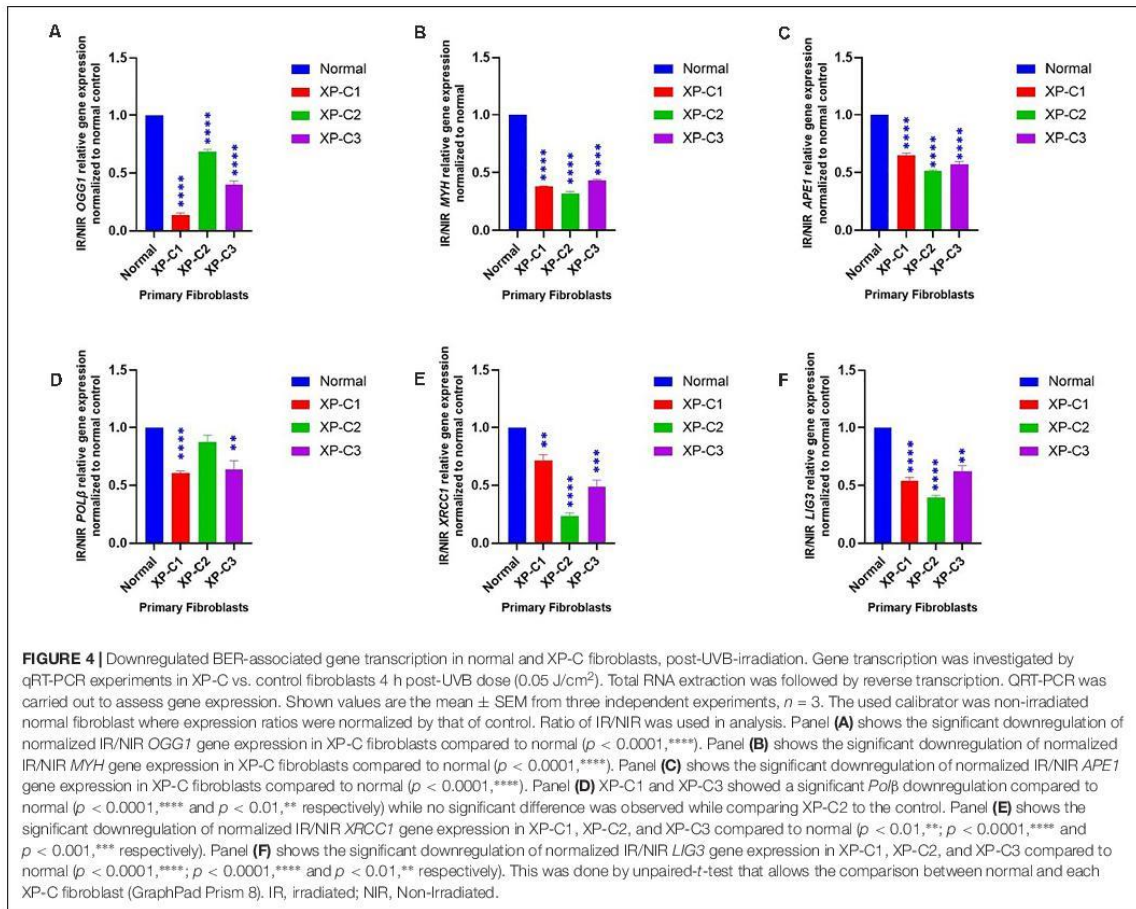 A
IR/NIR OGG1 relative gene expression
normalized to normal control
1.5
1.0
0.5
0.0
****
****
****
Normal
XP-C1
XP-C2
XP-C3
Primary Fibroblasts
Normal
XP-C1
XP-C2
XP-C3
B
IR/NIR MYH relative gene expression
normalized to normal
1.5
1.0
0.5
0.0
****
****
****
Normal
XP-C1
XP-C2
XP-C3
Primary Fibroblasts
Normal
XP-C1
XP-C2
XP-C3
C
IR/NIR APE1 relative gene expression
normalized to normal control
1.5
1.0
0.5
0.0
****
****
****
Normal
XP-C1
XP-C2
XP-C3
Primary Fibroblasts
Normal
XP-C1
XP-C2
XP-C3
D
IR/NIR POLβ relative gene expression
normalized to normal control
1.5
1.0
0.5
0.0
****
**
Normal
XP-C1
XP-C2
XP-C3
Primary Fibroblasts
Normal
XP-C1
XP-C2
XP-C3
E
IR/NIR XRCC1 relative gene expression
normalized to normal control
1.5
1.0
0.5
0.0
**
****
***
Normal
XP-C1
XP-C2
XP-C3
Primary Fibroblasts
Normal
XP-C1
XP-C2
XP-C3
F
IR/NIR LIG3 relative gene expression
normalized to normal control
1.5
1.0
0.5
0.0
****
****
**
Normal
XP-C1
XP-C2
XP-C3
Primary Fibroblasts
Normal
XP-C1
XP-C2
XP-C3
FIGURE 4 | Downregulated BER-associated gene transcription in normal and XP-C fibroblasts, post-UVB-irradiation. Gene transcription was investigated by
qRT-PCR experiments in XP-C vs. control fibroblasts 4 h post-UVB dose (0.05 J/cm²). Total RNA extraction was followed by reverse transcription. QRT-PCR was
carried out to assess gene expression. Shown values are the mean ± SEM from three independent experiments, n = 3. The used calibrator was non-irradiated
normal fibroblast where expression ratios were normalized by that of control. Ratio of IR/NIR was used in analysis. Panel (A) shows the significant downregulation of
normalized IR/NIR OGG1 gene expression in XP-C fibroblasts compared to normal (p < 0.0001,****). Panel (B) shows the significant downregulation of normalized
IR/NIR MYH gene expression in XP-C fibroblasts compared to normal (p < 0.0001,****). Panel (C) shows the significant downregulation of normalized IR/NIR APE1
gene expression in XP-C fibroblasts compared to normal (p < 0.0001,****). Panel (D) XP-C1 and XP-C3 showed a significant Polβ downregulation compared to
normal (p < 0.0001,**** and p < 0.01,** respectively) while no significant difference was observed while comparing XP-C2 to the control. Panel (E) shows the
significant downregulation of normalized IR/NIR XRCC1 gene expression in XP-C1, XP-C2, and XP-C3 compared to normal (p < 0.01,**; p < 0.0001,**** and
p < 0.001,*** respectively). Panel (F) shows the significant downregulation of normalized IR/NIR LIG3 gene expression in XP-C1, XP-C2, and XP-C3 compared to
normal (p < 0.0001,****; p < 0.0001,**** and p < 0.01,** respectively). This was done by unpaired-t-test that allows the comparison between normal and each
XP-C fibroblast (GraphPad Prism 8). IR, irradiated; NIR, Non-Irradiated.